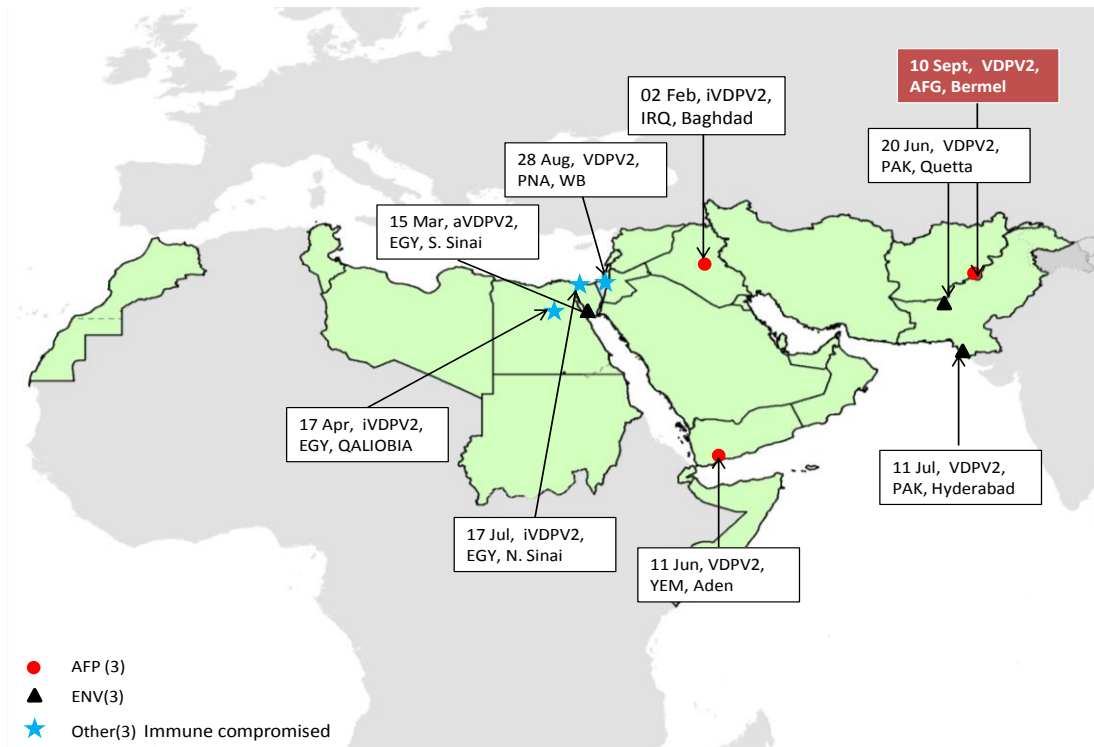 10 Sept, VDPV2,
AFG, Bermel
02 Feb, iVDPV2,
IRQ, Baghdad
20 Jun, VDPV2,
PAK, Quetta
28 Aug, VDPV2,
PNA, WB
15 Mar, aVDPV2,
EGY, S. Sinai
17 Apr, iVDPV2,
EGY, QALIOBIA
11 Jul, VDPV2,
PAK, Hyderabad
17 Jul, iVDPV2,
EGY, N. Sinai
11 Jun, VDPV2,
YEM, Aden
AFP (3)
ENV(3)
Other(3) Immune compromised